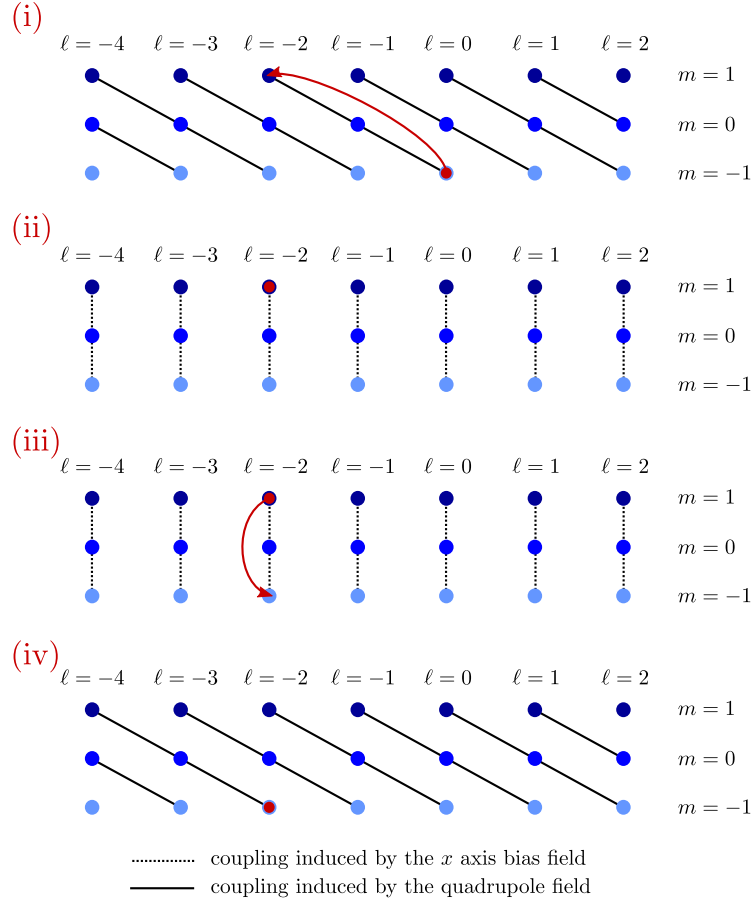 (i)
ℓ = −4 ℓ = −3 ℓ = −2 ℓ = −1 ℓ = 0 ℓ = 1 ℓ = 2
m = 1
m = 0
m = −1
(ii)
ℓ = −4 ℓ = −3 ℓ = −2 ℓ = −1 ℓ = 0 ℓ = 1 ℓ = 2
m = 1
m = 0
m = −1
(iii)
ℓ = −4 ℓ = −3 ℓ = −2 ℓ = −1 ℓ = 0 ℓ = 1 ℓ = 2
m = 1
m = 0
m = −1
(iv)
ℓ = −4 ℓ = −3 ℓ = −2 ℓ = −1 ℓ = 0 ℓ = 1 ℓ = 2
m = 1
m = 0
m = −1
coupling induced by the x axis bias field
coupling induced by the quadrupole field